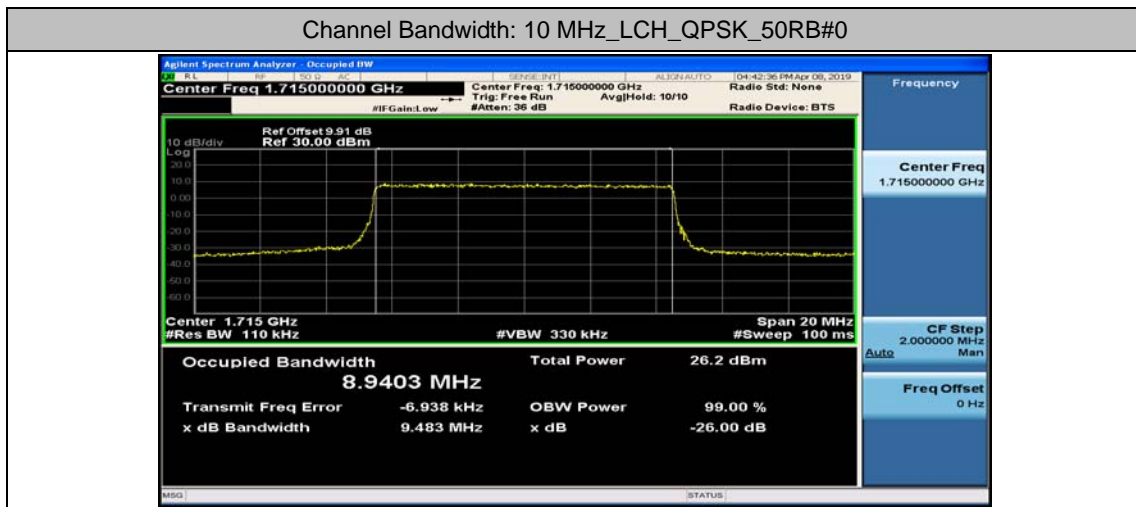 Channel Bandwidth: 10 MHz_LCH_QPSK_50RB#0
Agilent Spectrum Analyzer - Occupied BW
RL RF 50 Ω AC SENSE:INT ALIGN AUTO 04:42:36 PM Apr 08, 2019
Center Freq 1.715000000 GHz Center Freq: 1.715000000 GHz Radio Std: None
Trig: Free Run Avg|Hold: 10/10
#IFGain:Low #Atten: 36 dB Radio Device: BTS
Ref Offset 9.91 dB
10 dB/div Ref 30.00 dBm
Log
20.0
10.0
0.00
-10.0
-20.0
-30.0
-40.0
-50.0
-60.0
Center 1.715 GHz Span 20 MHz
#Res BW 110 kHz #VBW 330 kHz #Sweep 100 ms
Occupied Bandwidth Total Power 26.2 dBm
8.9403 MHz
Transmit Freq Error -6.938 kHz OBW Power 99.00 %
x dB Bandwidth 9.483 MHz x dB -26.00 dB
MSG STATUS
Frequency
Center Freq
1.715000000 GHz
CF Step
2.000000 MHz
Auto Man
Freq Offset
0 Hz